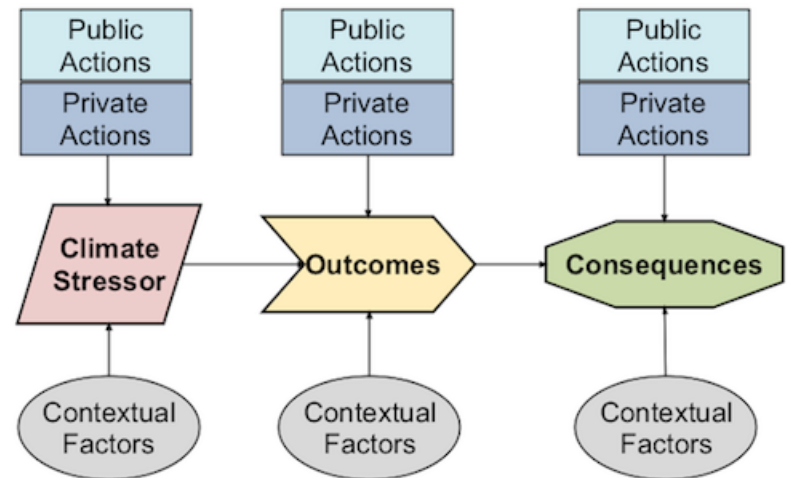 Public
Actions
Private
Actions
Public
Actions
Private
Actions
Public
Actions
Private
Actions
Climate
Stressor
Outcomes
Consequences
Contextual
Factors
Contextual
Factors
Contextual
Factors